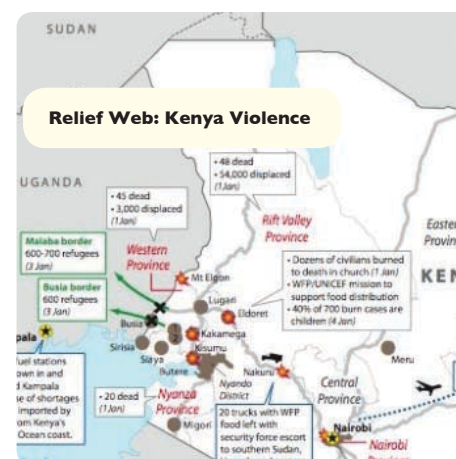 SUDAN
Relief Web: Kenya Violence
• 48 dead
• 54,000 displaced
(1 Jan)
UGANDA
• 45 dead
• 3,000 displaced
(1 Jan)
Rift Valley
Province
Easte
Provin
Malaba border
600-700 refugees
(3 Jan)
Western
Province
• Dozens of civilians burned
to death in church (1 Jan)
• WFP/UNICEF mission to
support food distribution
• 40% of 700 burn cases are
children (4 Jan)
KEN
Mt Elgon
Busia border
600 refugees
(3 Jan)
Lugari
Eldoret
Busia
1
2
Kakamega
pala
Sirisia
Kisumu
Siaya
Butere
Meru
fuel stations
own in and
d Kampala
se of shortages
imported by
om Kenya's
Ocean coast.
Nakuru
Nyando
District
Central
Province
• 20 dead
(1 Jan)
Nyanza
Province
Migori
20 trucks with WFP
food left with
security force escort
to southern Sudan,
Nairobi
Nairobi